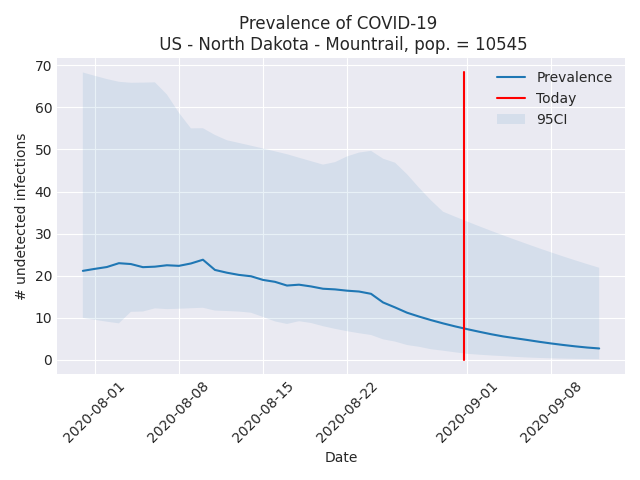 Prevalence of COVID-19
US - North Dakota - Mountrail, pop. = 10545
70
60
50
40
30
20
10
0
# undetected infections
Prevalence
Today
95CI
2020-08-01
2020-08-08
2020-08-15
2020-08-22
2020-09-01
2020-09-08
Date